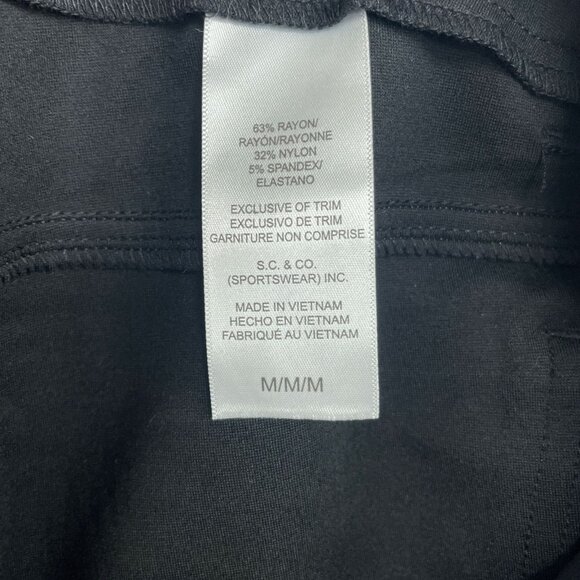 63% RAYON/
RAYÓN/RAYONNE
32% NYLON
5% SPANDEX/
ELASTANO
EXCLUSIVE OF TRIM
EXCLUSIVO DE TRIM
GARNITURE NON COMPRISE
S.C. & CO.
(SPORTSWEAR) INC.
MADE IN VIETNAM
HECHO EN VIETNAM
FABRIQUÉ AU VIETNAM
M/M/M